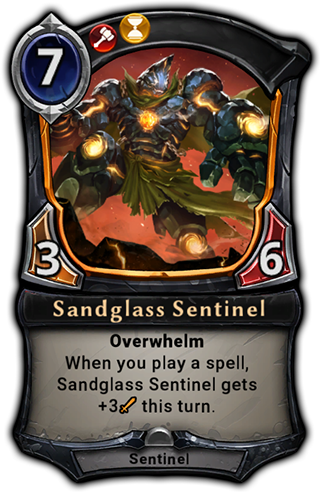 7
3
6
Sandglass Sentinel
Overwhelm
When you play a spell,
Sandglass Sentinel gets
+3 this turn.
Sentinel